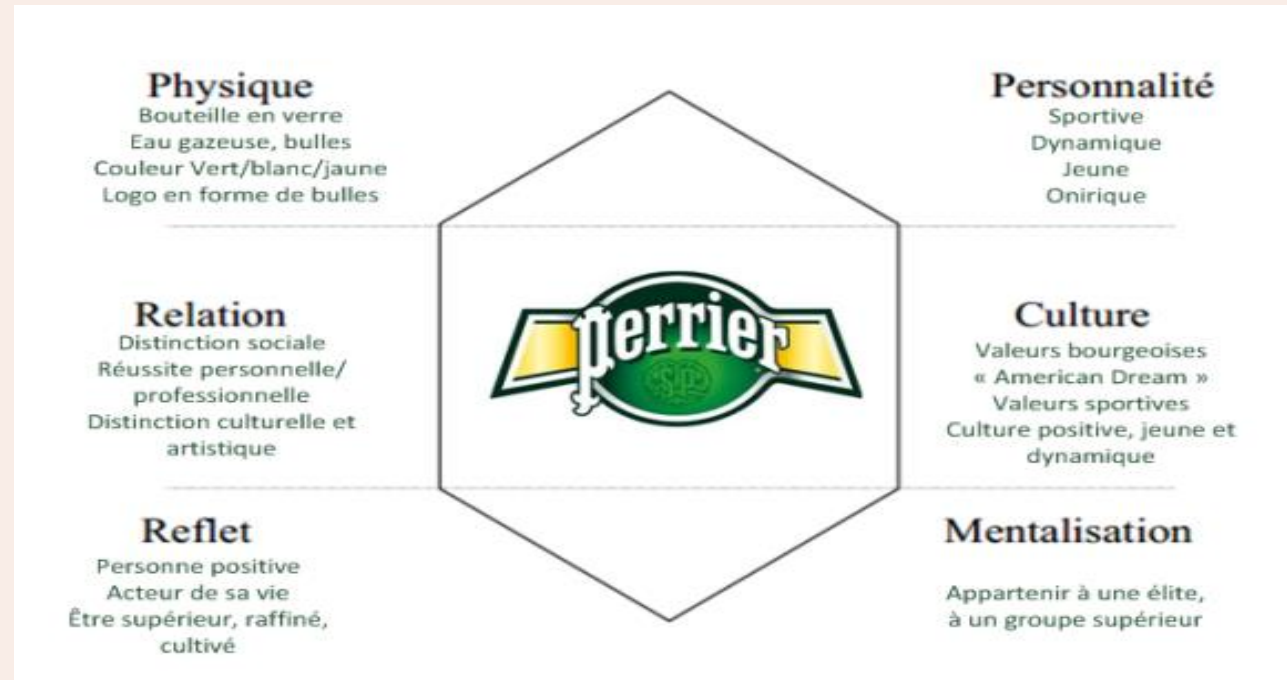 Physique
Bouteille en verre
Eau gazeuse, bulles
Couleur Vert/blanc/jaune
Logo en forme de bulles
Personnalité
Sportive
Dynamique
Jeune
Onirique
Relation
Distinction sociale
Réussite personnelle/
professionnelle
Distinction culturelle et
artistique
perrier
Culture
Valeurs bourgeoises
« American Dream »
Valeurs sportives
Culture positive, jeune et
dynamique
Reflet
Personne positive
Acteur de sa vie
Être supérieur, raffiné,
cultivé
Mentalisation
Appartenir à une élite,
à un groupe supérieur